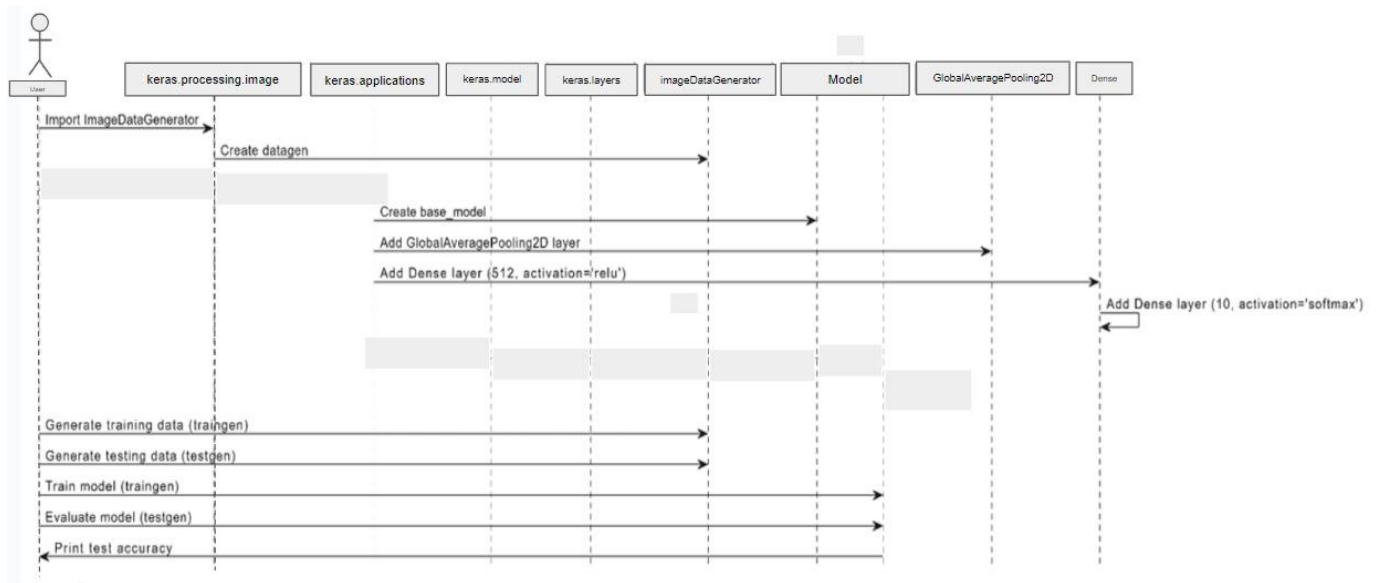 User
keras.processing.image
keras.applications
keras.model
keras.layers
imageDataGenerator
Model
GlobalAveragePooling2D
Dense
Import ImageDataGenerator
Create datagen
Create base_model
Add GlobalAveragePooling2D layer
Add Dense layer (512, activation='relu')
Add Dense layer (10, activation='softmax')
Generate training data (traingen)
Generate testing data (testgen)
Train model (traingen)
Evaluate model (testgen)
Print test accuracy